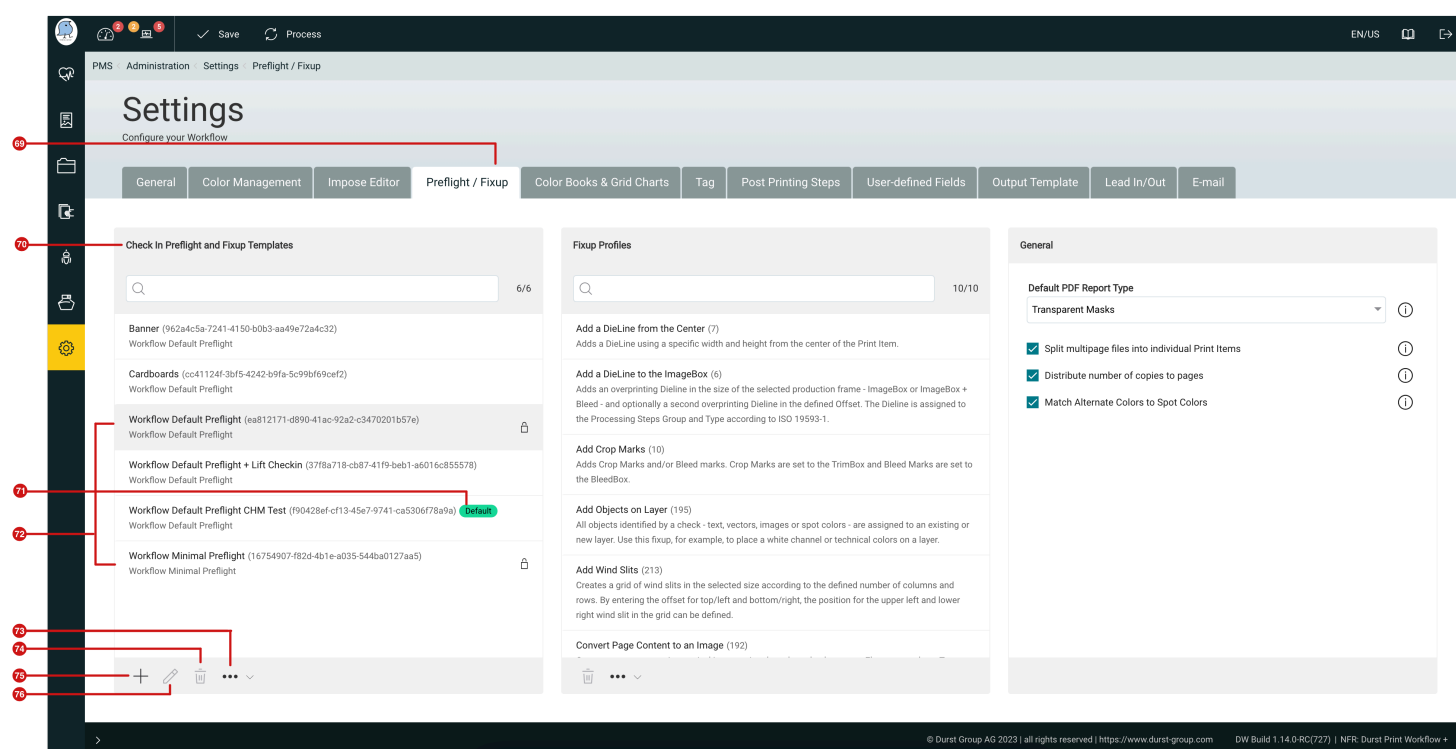 2 2 5 Save Process EN/US
PMS Administration Settings Preflight / Fixup
Settings
Configure your Workflow
69
General Color Management Impose Editor Preflight / Fixup Color Books & Grid Charts Tag Post Printing Steps User-defined Fields Output Template Lead In/Out E-mail
70
Check In Preflight and Fixup Templates
6/6
Banner (962a4c5a-7241-4150-b0b3-aa49e72a4c32)
Workflow Default Preflight
Cardboards (cc41124f-3bf5-4242-b9fa-5c99bf69cef2)
Workflow Default Preflight
Workflow Default Preflight (ea812171-d890-41ac-92a2-c3470201b57e)
Workflow Default Preflight
Workflow Default Preflight + Lift Checkin (37f8a718-cb87-41f9-beb1-a6016c855578)
Workflow Default Preflight
71
Workflow Default Preflight CHM Test (f90428ef-cf13-45e7-9741-ca5306f78a9a) Default
Workflow Default Preflight
72
Workflow Minimal Preflight (16754907-f82d-4b1e-a035-544ba0127aa5)
Workflow Minimal Preflight
73
74
75
76
Fixup Profiles
10/10
Add a DieLine from the Center (7)
Adds a DieLine using a specific width and height from the center of the Print Item.
Add a DieLine to the ImageBox (6)
Adds an overprinting Dieline in the size of the selected production frame - ImageBox or ImageBox +
Bleed - and optionally a second overprinting Dieline in the defined Offset. The Dieline is assigned to
the Processing Steps Group and Type according to ISO 19593-1.
Add Crop Marks (10)
Adds Crop Marks and/or Bleed marks. Crop Marks are set to the TrimBox and Bleed Marks are set to
the BleedBox.
Add Objects on Layer (195)
All objects identified by a check - text, vectors, images or spot colors - are assigned to an existing or
new layer. Use this fixup, for example, to place a white channel or technical colors on a layer.
Add Wind Slits (213)
Creates a grid of wind slits in the selected size according to the defined number of columns and
rows. By entering the offset for top/left and bottom/right, the position for the upper left and lower
right wind slit in the grid can be defined.
Convert Page Content to an Image (192)
General
Default PDF Report Type
Transparent Masks
Split multipage files into individual Print Items
Distribute number of copies to pages
Match Alternate Colors to Spot Colors
© Durst Group AG 2023 | all rights reserved | https://www.durst-group.com DW Build 1.14.0-RC(727) | NFR: Durst Print Workflow +